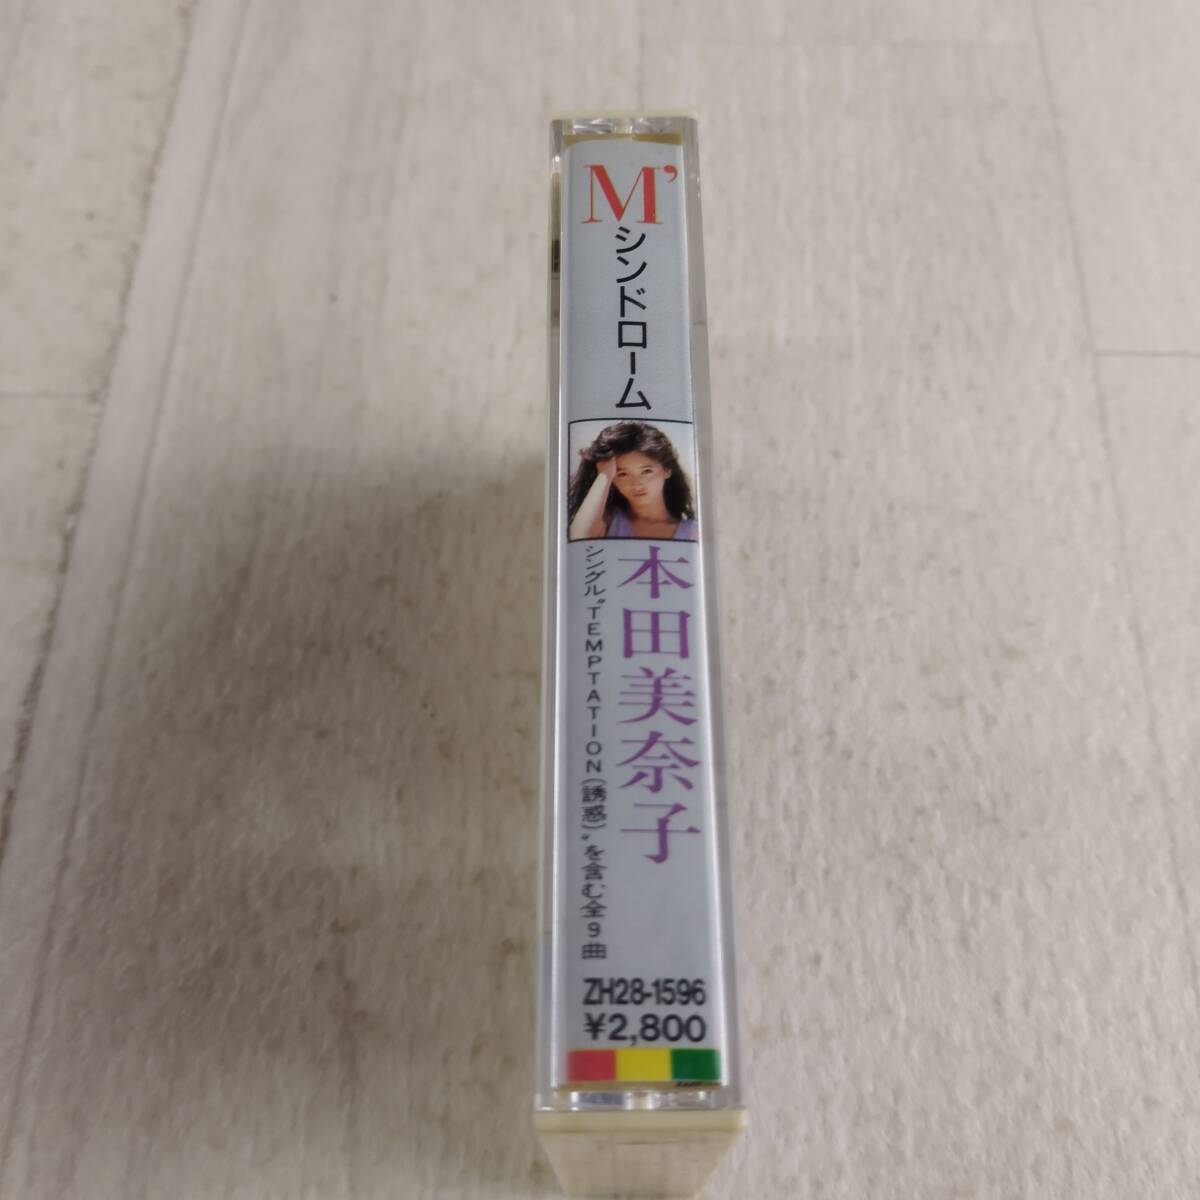 M'
シンドローム
本田美奈子
シングル“TEMPTATION(誘惑)”を含む全9曲
ZH28-1596
¥2,800